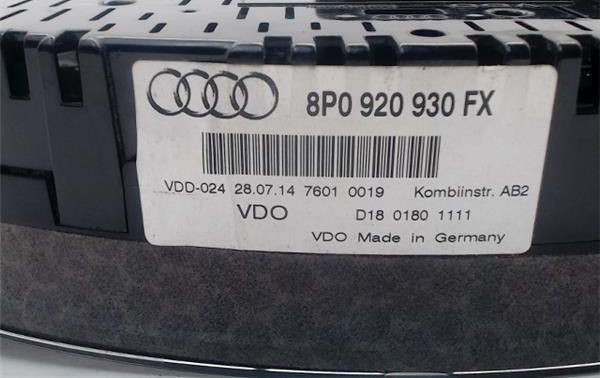 8P0 920 930 FX
VDD-024 28.07.14 7601 0019 Kombiinstr. AB2
VDO D18 0180 1111
VDO Made in Germany